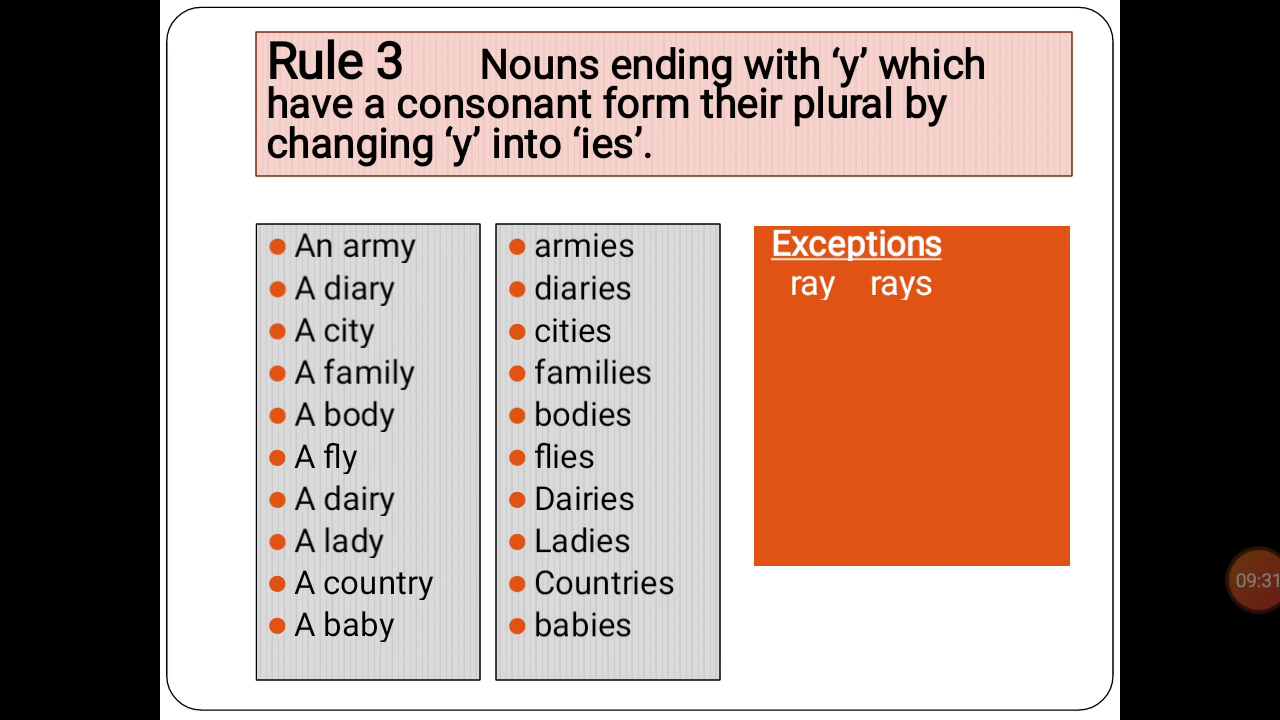 Rule 3 Nouns ending with ‘y’ which
have a consonant form their plural by
changing ‘y’ into ‘ies’.
An army
A diary
A city
A family
A body
A fly
A dairy
A lady
A country
A baby
armies
diaries
cities
families
bodies
flies
Dairies
Ladies
Countries
babies
Exceptions
ray rays
09:31